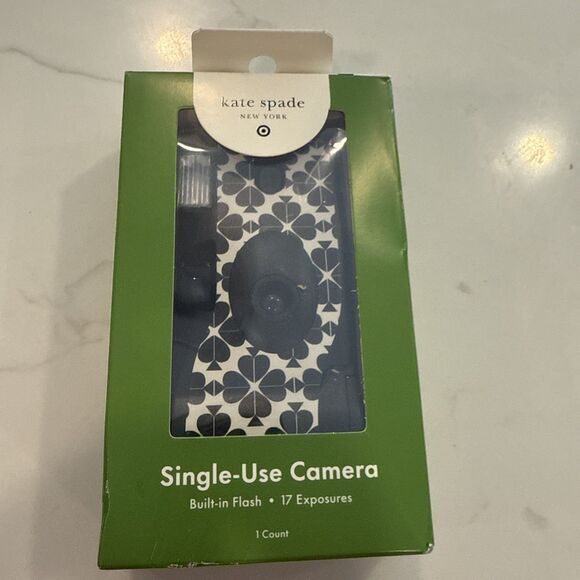 kate spade
NEW YORK
Single-Use Camera
Built-in Flash • 17 Exposures
1 Count